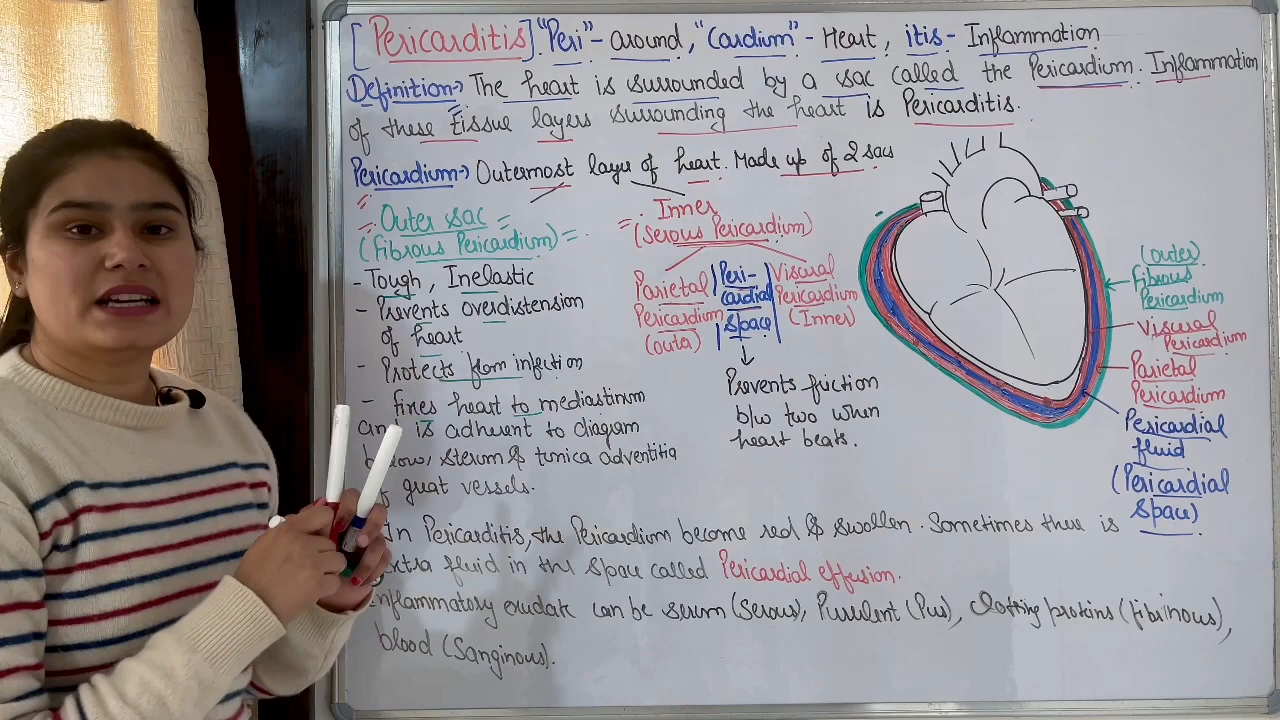 [Pericarditis]. "Peri" - around, "Cardium" - Heart, itis - Inflammation
Definition→ The heart is surrounded by a sac called the Pericardium. Inflammation
of these tissue layers surrounding the heart is Pericarditis.
Pericardium→ Outermost layer of heart. Made up of 2 sacs
Outer sac
(Fibrous Pericardium)
- Tough, Inelastic
- Prevents overdistension
of heart
- Protects from infection
- fixes heart to mediastinum
and is adherent to diagram
below, sternum & tunica adventitia
of great vessels.
Inner
(Serous Pericardium)
Parietal
Pericardium
(outer)
Peri-
cardial
space
Viscural
Pericardium
(Inner)
Prevents friction
b/w two when
heart beats.
(outer)
Fibrous
Pericardium
Viscural
Pericardium
Parietal
Pericardium
Pericardial
fluid
(Pericardial
space)
In Pericarditis, the Pericardium become red & swollen. Sometimes there is
extra fluid in the space called Pericardial effusion.
Inflammatory exudate can be serum (Serous), Purulent (Pus), Clotting proteins (fibrinous),
blood (Sanginous).